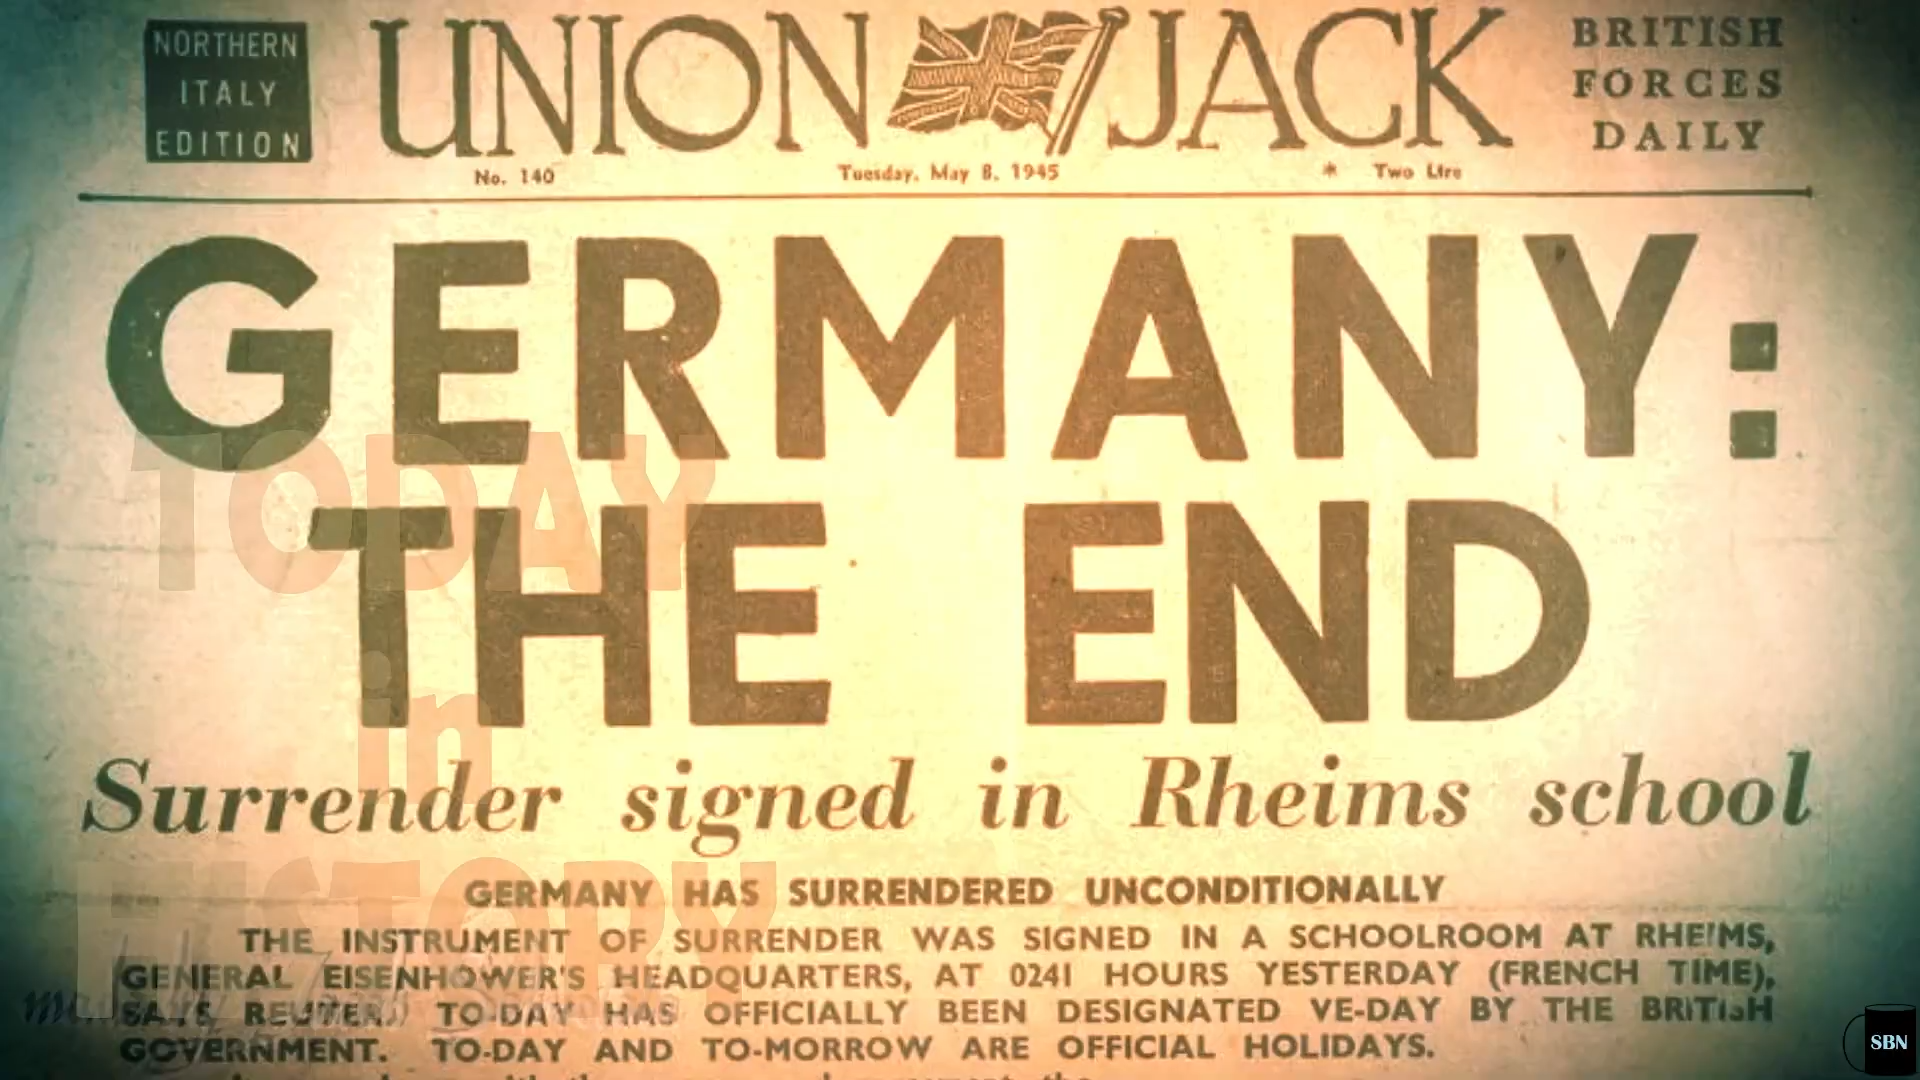 NORTHERN
ITALY
EDITION
UNION JACK
BRITISH
FORCES
DAILY
No. 140
Tuesday, May 8, 1945
* Two Lire
GERMANY:
THE END
Surrender signed in Rheims school
GERMANY HAS SURRENDERED UNCONDITIONALLY
THE INSTRUMENT OF SURRENDER WAS SIGNED IN A SCHOOLROOM AT RHEIMS,
GENERAL EISENHOWER'S HEADQUARTERS, AT 0241 HOURS YESTERDAY (FRENCH TIME),
SAYS REUTER. TO-DAY HAS OFFICIALLY BEEN DESIGNATED VE-DAY BY THE BRITISH
GOVERNMENT. TO-DAY AND TO-MORROW ARE OFFICIAL HOLIDAYS.
TODAY
in
HISTORY
SBN